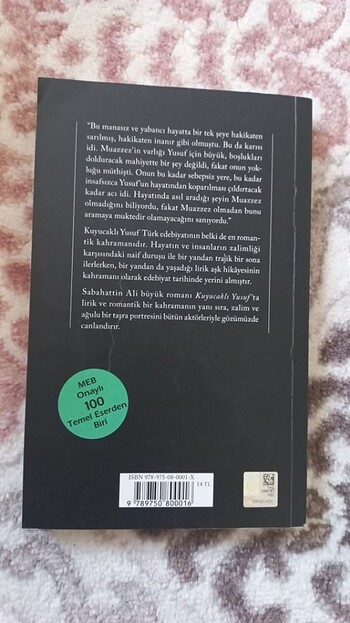 "Bu manasız ve yabancı hayatta bir tek şeye hakikaten
sarılmış, hakikaten inanır gibi olmuştu. Bu da karısı
idi. Muazzez'in varlığı Yusuf için büyük, boşlukları
dolduracak mahiyette bir şey değildi, fakat onun yok-
luğu müthişti. Onun bu kadar sebepsiz yere, bu kadar
insafsızca Yusuf'un hayatından koparılması çıldırtacak
kadar acı idi. Hayatında asıl aradığı şeyin Muazzez
olmadığını biliyordu, fakat Muazzez olmadan bunu
aramaya muktedir olamayacağını sanıyordu."
Kuyucaklı Yusuf Türk edebiyatının belki de en roman-
tik kahramanıdır. Hayatın ve insanların zalimliği
karşısındaki naif duruşu ile bir yandan trajik bir sona
ilerlerken, bir yandan da yaşadığı lirik aşk hikâyesinin
kahramanı olarak edebiyat tarihinde yerini almıştır.
Sabahattin Ali büyük romanı Kuyucaklı Yusuf'ta
lirik ve romantik bir kahramanın yanı sıra, zalim ve
ağulu bir taşra portresini bütün aktörleriyle gözümüzde
canlandırır.
MEB
Onaylı
100
Temel Eserden
Biri
ISBN 978-975-08-0001-X
14 TL
9 789750 800016